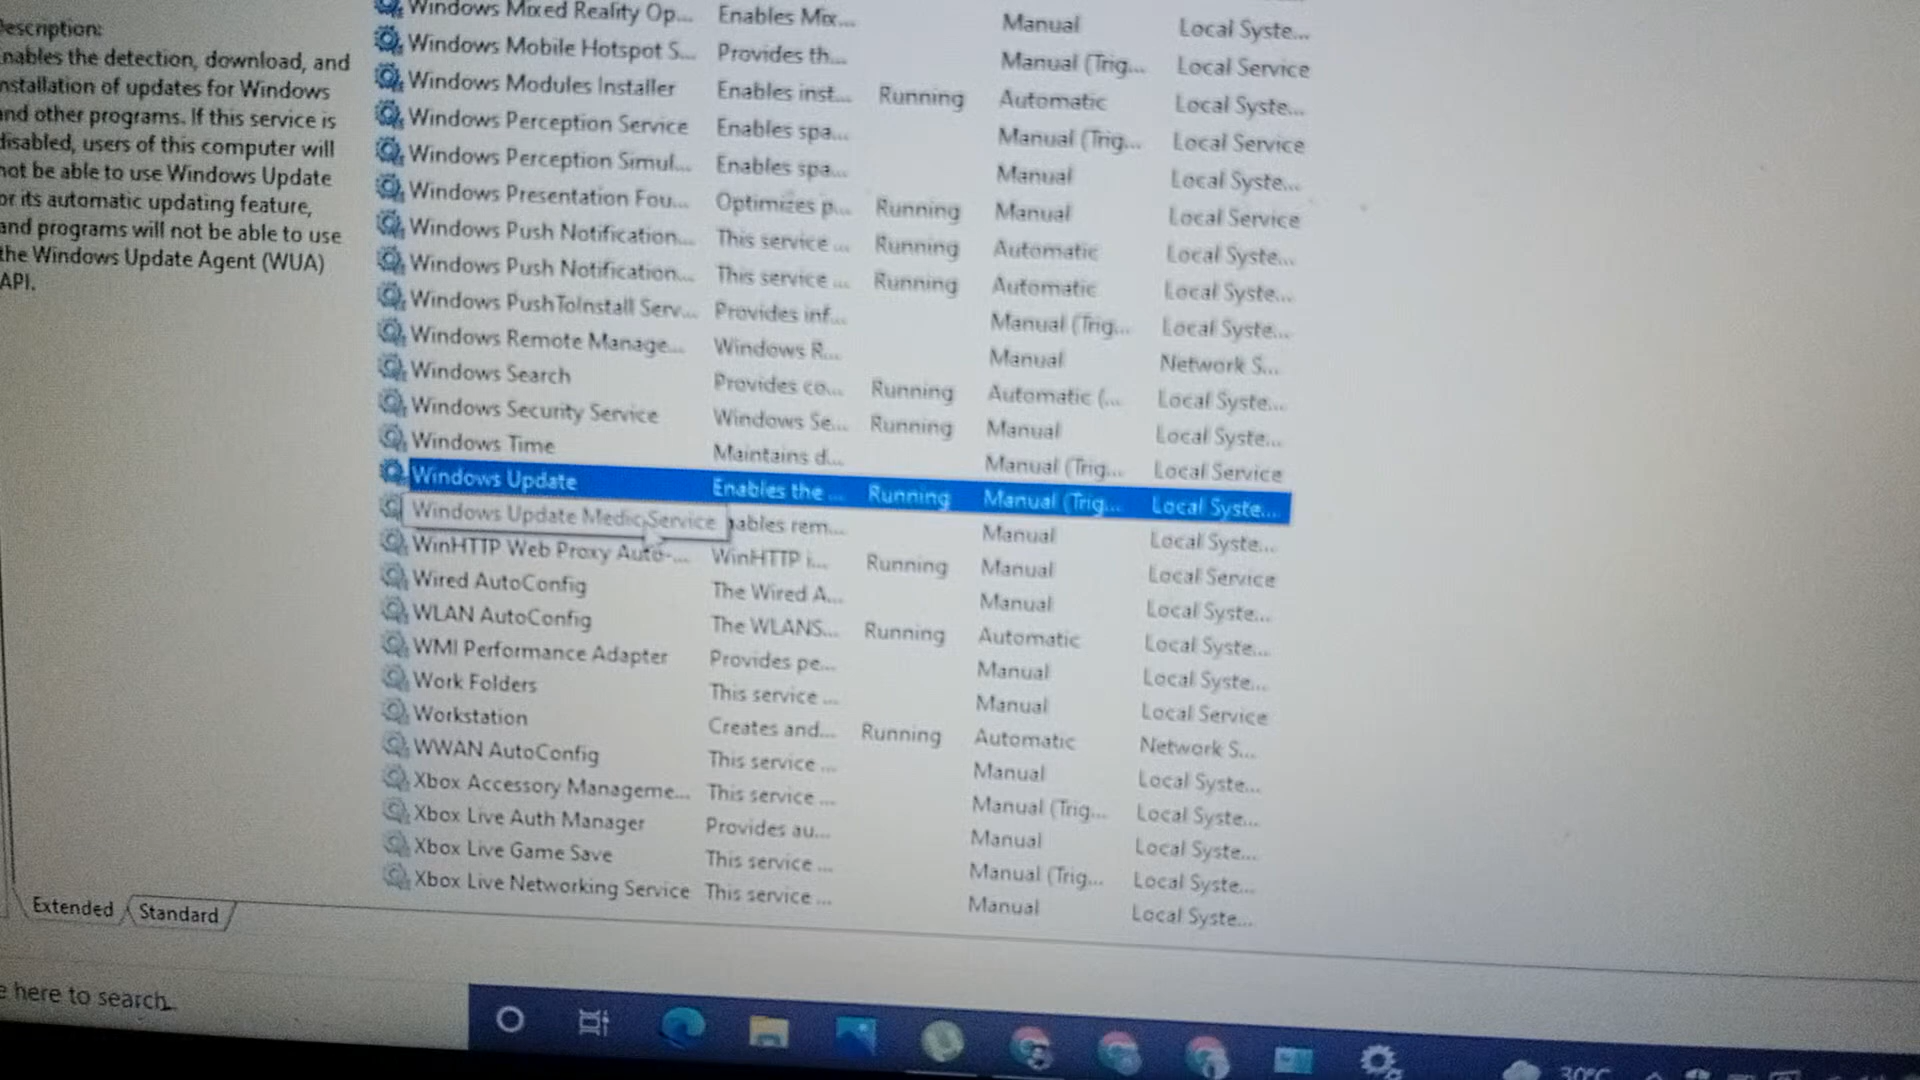 Description:
nables the detection, download, and
nstallation of updates for Windows
and other programs. If this service is
disabled, users of this computer will
not be able to use Windows Update
or its automatic updating feature,
and programs will not be able to use
the Windows Update Agent (WUA)
API.
Windows Mixed Reality Op... Enables Mix... Manual Local Syste...
Windows Mobile Hotspot S... Provides th... Manual (Trig... Local Service
Windows Modules Installer Enables inst... Running Automatic Local Syste...
Windows Perception Service Enables spa... Manual (Trig... Local Service
Windows Perception Simul... Enables spa... Manual Local Syste...
Windows Presentation Fou... Optimizes p... Running Manual Local Service
Windows Push Notification... This service ... Running Automatic Local Syste...
Windows Push Notification... This service ... Running Automatic Local Syste...
Windows PushToInstall Serv... Provides inf... Manual (Trig... Local Syste...
Windows Remote Manage... Windows R... Manual Network S...
Windows Search Provides co... Running Automatic (... Local Syste...
Windows Security Service Windows Se... Running Manual Local Syste...
Windows Time Maintains d... Manual (Trig... Local Service
Windows Update Enables the ... Running Manual (Trig... Local Syste...
Windows Update Medic Service nables rem... Manual Local Syste...
WinHTTP Web Proxy Auto-... WinHTTP i... Running Manual Local Service
Wired AutoConfig The Wired A... Manual Local Syste...
WLAN AutoConfig The WLANS... Running Automatic Local Syste...
WMI Performance Adapter Provides pe... Manual Local Syste...
Work Folders This service ... Manual Local Service
Workstation Creates and... Running Automatic Network S...
WWAN AutoConfig This service ... Manual Local Syste...
Xbox Accessory Manageme... This service ... Manual (Trig... Local Syste...
Xbox Live Auth Manager Provides au... Manual Local Syste...
Xbox Live Game Save This service ... Manual (Trig... Local Syste...
Xbox Live Networking Service This service ... Manual Local Syste...
Extended Standard
e here to search
30°C